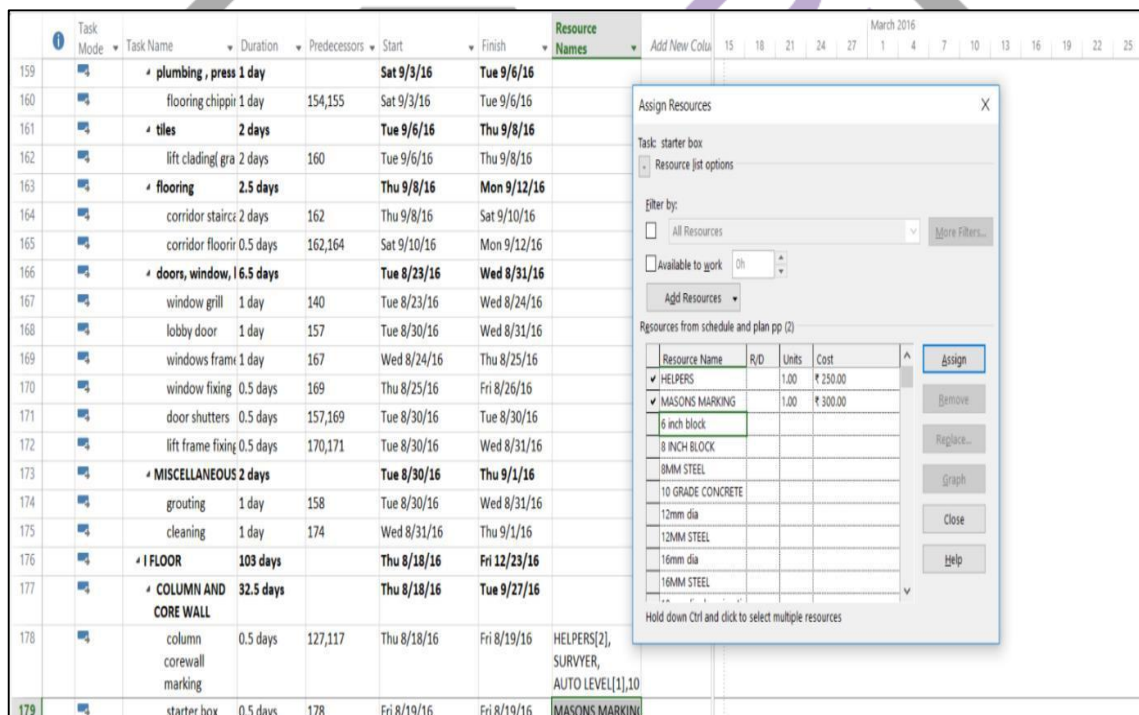 Task Mode Task Name Duration Predecessors Start Finish Resource Names Add New Colu 15 18 21 24 27 March 2016 1 4 7 10 13 16 19 22 25
159 plumbing , press 1 day Sat 9/3/16 Tue 9/6/16
160 flooring chippin 1 day 154,155 Sat 9/3/16 Tue 9/6/16
161 tiles 2 days Tue 9/6/16 Thu 9/8/16
162 lift clading( gra 2 days 160 Tue 9/6/16 Thu 9/8/16
163 flooring 2.5 days Thu 9/8/16 Mon 9/12/16
164 corridor stairca 2 days 162 Thu 9/8/16 Sat 9/10/16
165 corridor floorin 0.5 days 162,164 Sat 9/10/16 Mon 9/12/16
166 doors, window, l 6.5 days Tue 8/23/16 Wed 8/31/16
167 window grill 1 day 140 Tue 8/23/16 Wed 8/24/16
168 lobby door 1 day 157 Tue 8/30/16 Wed 8/31/16
169 windows frame 1 day 167 Wed 8/24/16 Thu 8/25/16
170 window fixing 0.5 days 169 Thu 8/25/16 Fri 8/26/16
171 door shutters 0.5 days 157,169 Tue 8/30/16 Tue 8/30/16
172 lift frame fixing 0.5 days 170,171 Tue 8/30/16 Wed 8/31/16
173 MISCELLANEOUS 2 days Tue 8/30/16 Thu 9/1/16
174 grouting 1 day 158 Tue 8/30/16 Wed 8/31/16
175 cleaning 1 day 174 Wed 8/31/16 Thu 9/1/16
176 I FLOOR 103 days Thu 8/18/16 Fri 12/23/16
177 COLUMN AND CORE WALL 32.5 days Thu 8/18/16 Tue 9/27/16
178 column corewall marking 0.5 days 127,117 Thu 8/18/16 Fri 8/19/16 HELPERS[2], SURVYER, AUTO LEVEL[1],10
179 starter box 0.5 days 178 Fri 8/19/16 Fri 8/19/16 MASONS MARKING
Assign Resources X
Task: starter box
Resource list options
Filter by:
All Resources More Filters...
Available to work 0h
Add Resources
Resources from schedule and plan pp (2)
Resource Name R/D Units Cost Assign
HELPERS 1.00 ₹ 250.00
MASONS MARKING 1.00 ₹ 300.00 Remove
6 inch block
8 INCH BLOCK Replace...
8MM STEEL
10 GRADE CONCRETE Graph
12mm dia
12MM STEEL Close
16mm dia
16MM STEEL Help
Hold down Ctrl and click to select multiple resources